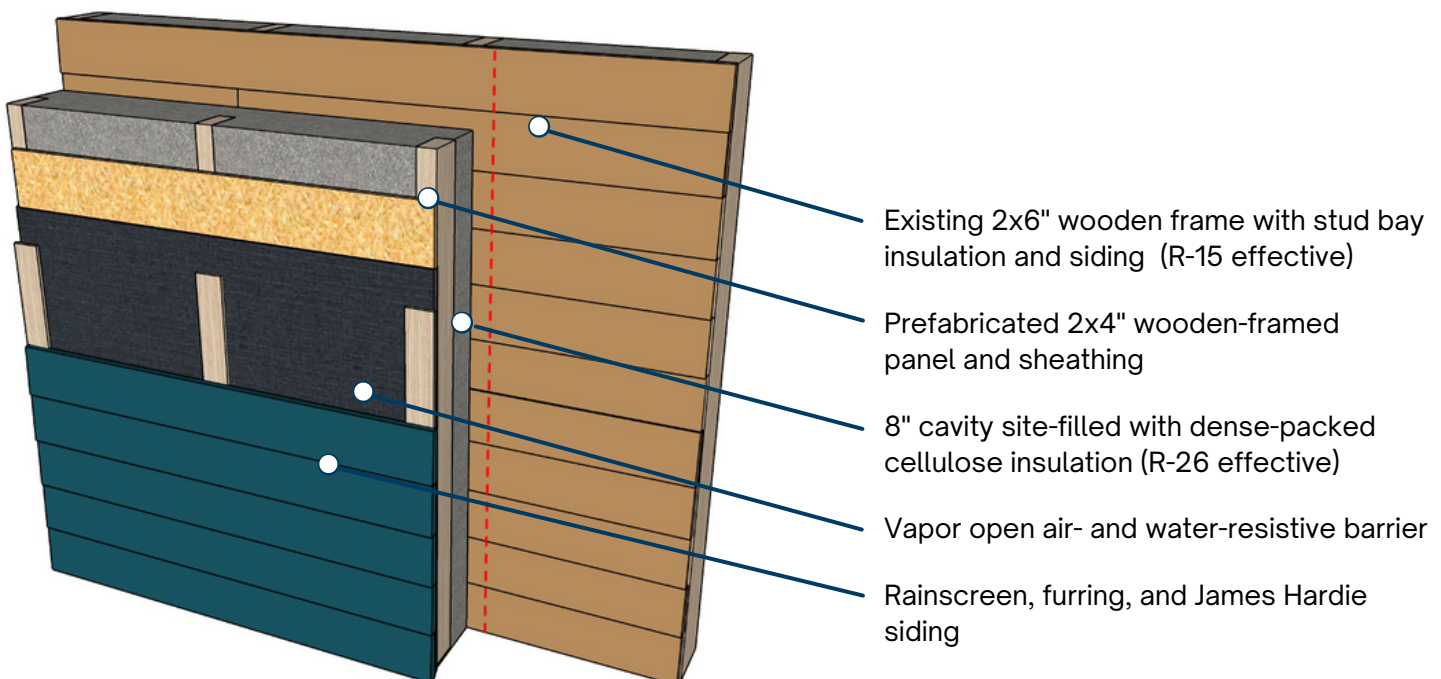 Existing 2x6" wooden frame with stud bay
insulation and siding (R-15 effective)
Prefabricated 2x4" wooden-framed
panel and sheathing
8" cavity site-filled with dense-packed
cellulose insulation (R-26 effective)
Vapor open air- and water-resistive barrier
Rainscreen, furring, and James Hardie
siding